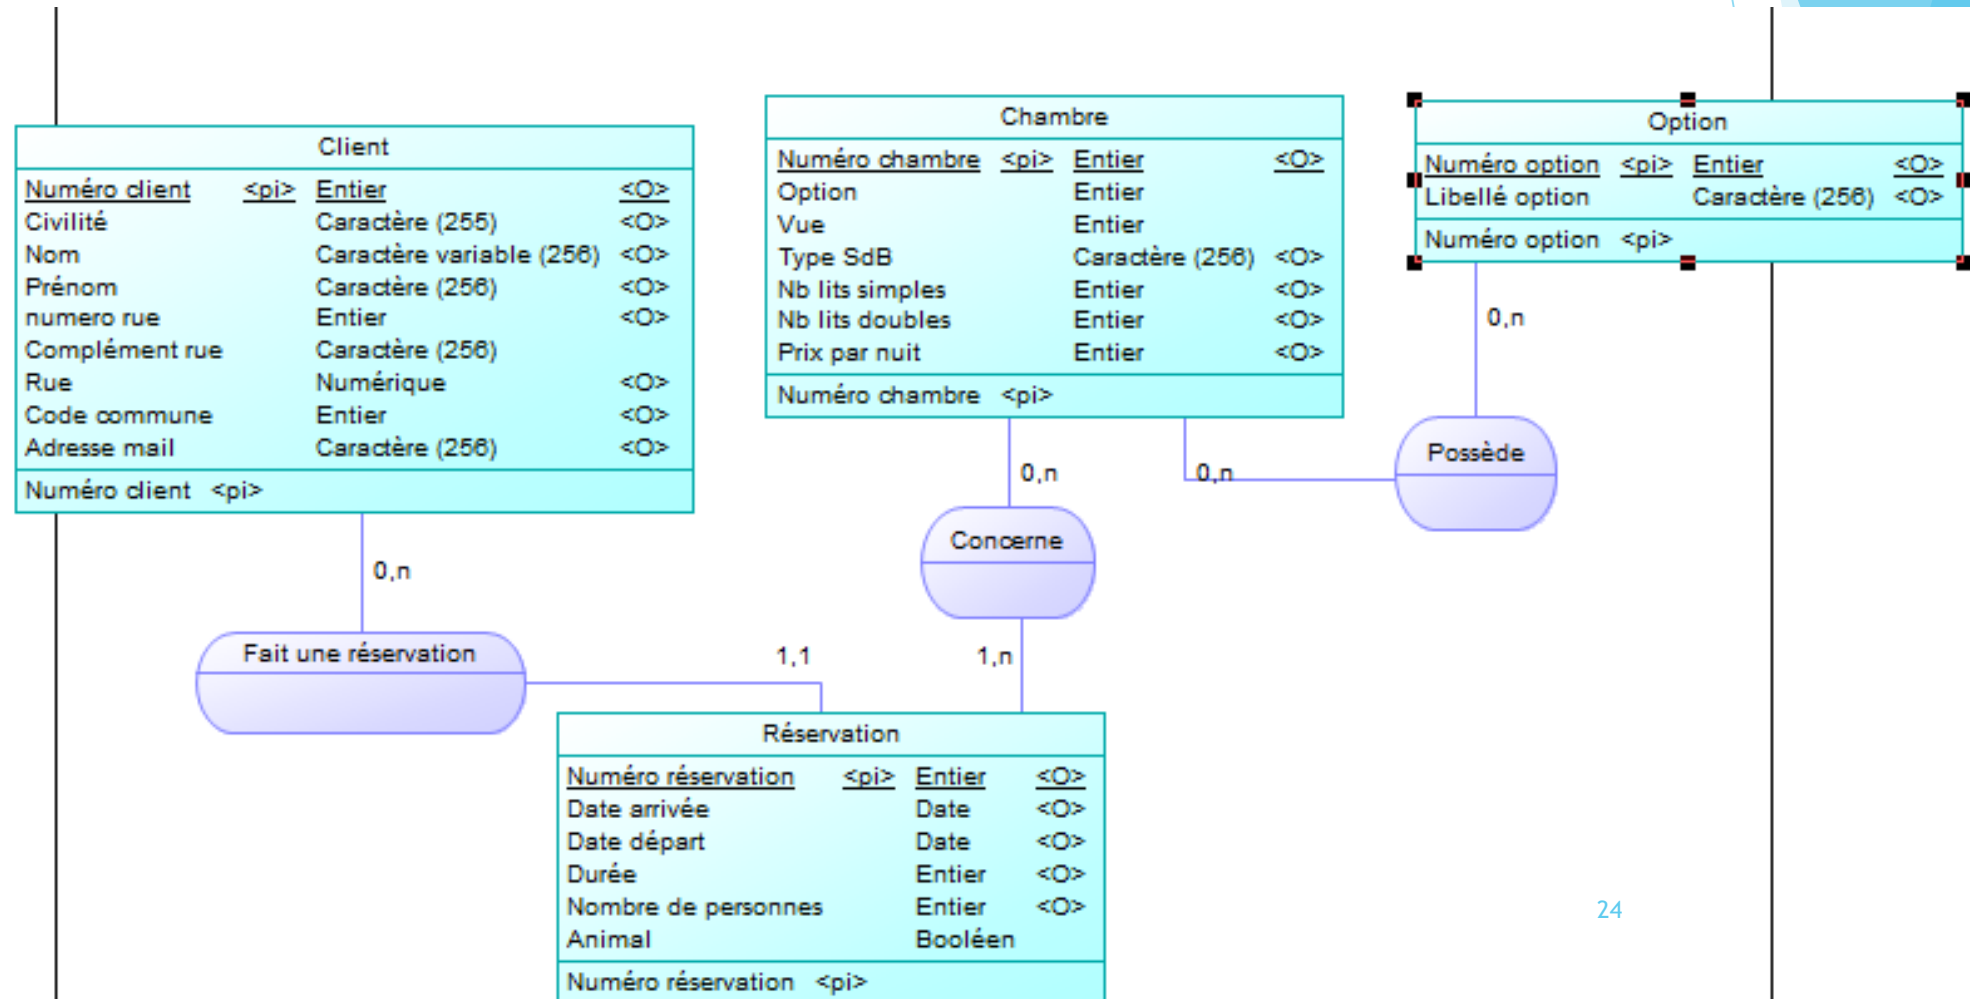 Client
Numéro client <pi> Entier <O>
Civilité Caractère (255) <O>
Nom Caractère variable (256) <O>
Prénom Caractère (256) <O>
numero rue Entier <O>
Complément rue Caractère (256)
Rue Numérique <O>
Code commune Entier <O>
Adresse mail Caractère (256) <O>
Numéro client <pi>
Chambre
Numéro chambre <pi> Entier <O>
Option Entier
Vue Entier
Type SdB Caractère (256) <O>
Nb lits simples Entier <O>
Nb lits doubles Entier <O>
Prix par nuit Entier <O>
Numéro chambre <pi>
Option
Numéro option <pi> Entier <O>
Libellé option Caractère (256) <O>
Numéro option <pi>
0,n
Possède
0,n
0,n
Concerne
0,n
Fait une réservation
1,1
1,n
Réservation
Numéro réservation <pi> Entier <O>
Date arrivée Date <O>
Date départ Date <O>
Durée Entier <O>
Nombre de personnes Entier <O>
Animal Booléen
Numéro réservation <pi>
24